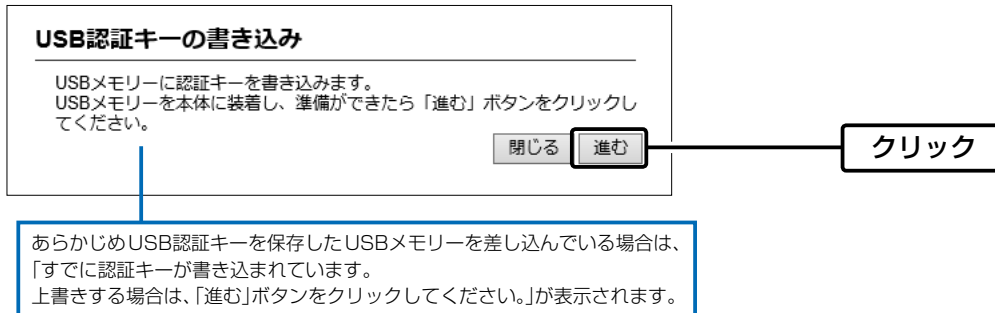 USB認証キーの書き込み
USBメモリーに認証キーを書き込みます。
USBメモリーを本体に装着し、準備ができたら「進む」ボタンをクリックし
てください。
閉じる 進む
クリック
あらかじめUSB認証キーを保存したUSBメモリーを差し込んでいる場合は、
「すでに認証キーが書き込まれています。
上書きする場合は、「進む」ボタンをクリックしてください。」が表示されます。